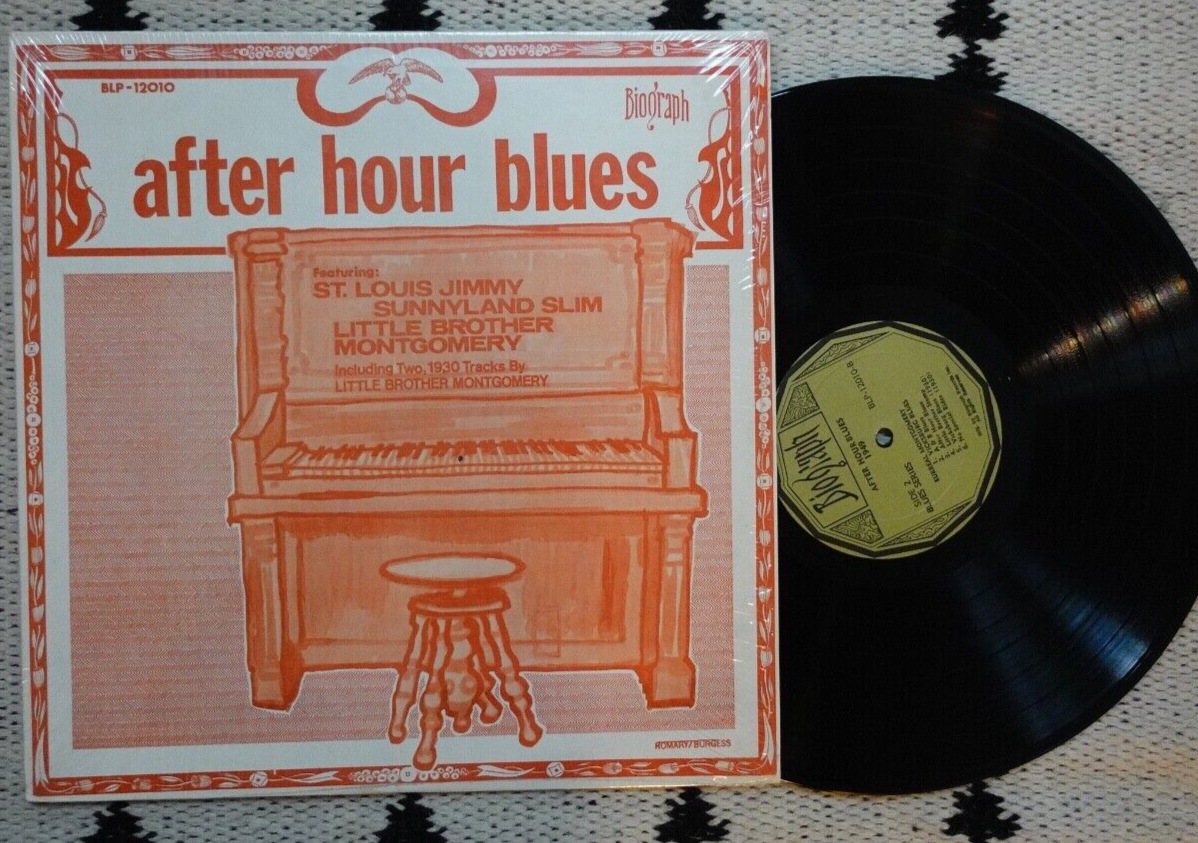 BLP-12010
Biograph
after hour blues
Featuring:
ST. LOUIS JIMMY
SUNNYLAND SLIM
LITTLE BROTHER
MONTGOMERY
Including Two, 1930 Tracks By
LITTLE BROTHER MONTGOMERY
ROMARY/BURGESS
Biograph
SIDE 2
BLUES SERIES
AFTER HOUR BLUES
1949
BLP-12010-B